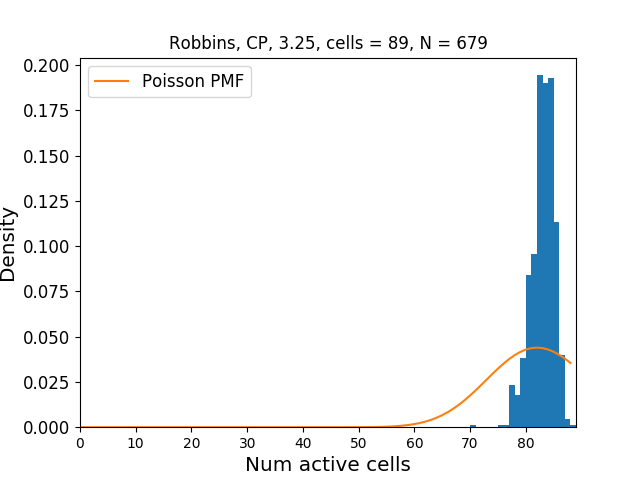 Robbins, CP, 3.25, cells = 89, N = 679
Poisson PMF
0.200
0.175
0.150
0.125
0.100
0.075
0.050
0.025
0.000
Density
0 10 20 30 40 50 60 70 80
Num active cells